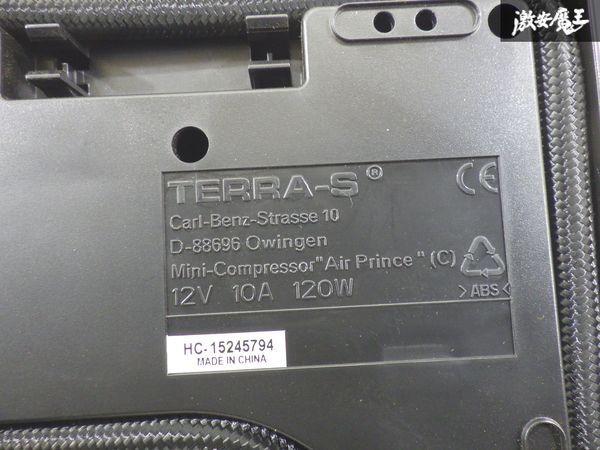 激安魔王
TERRA-S ®
CE
Carl-Benz-Strasse 10
D-88696 Owingen
Mini-Compressor"Air Prince" (C)
12V 10A 120W
>ABS<
HC-15245794
MADE IN CHINA